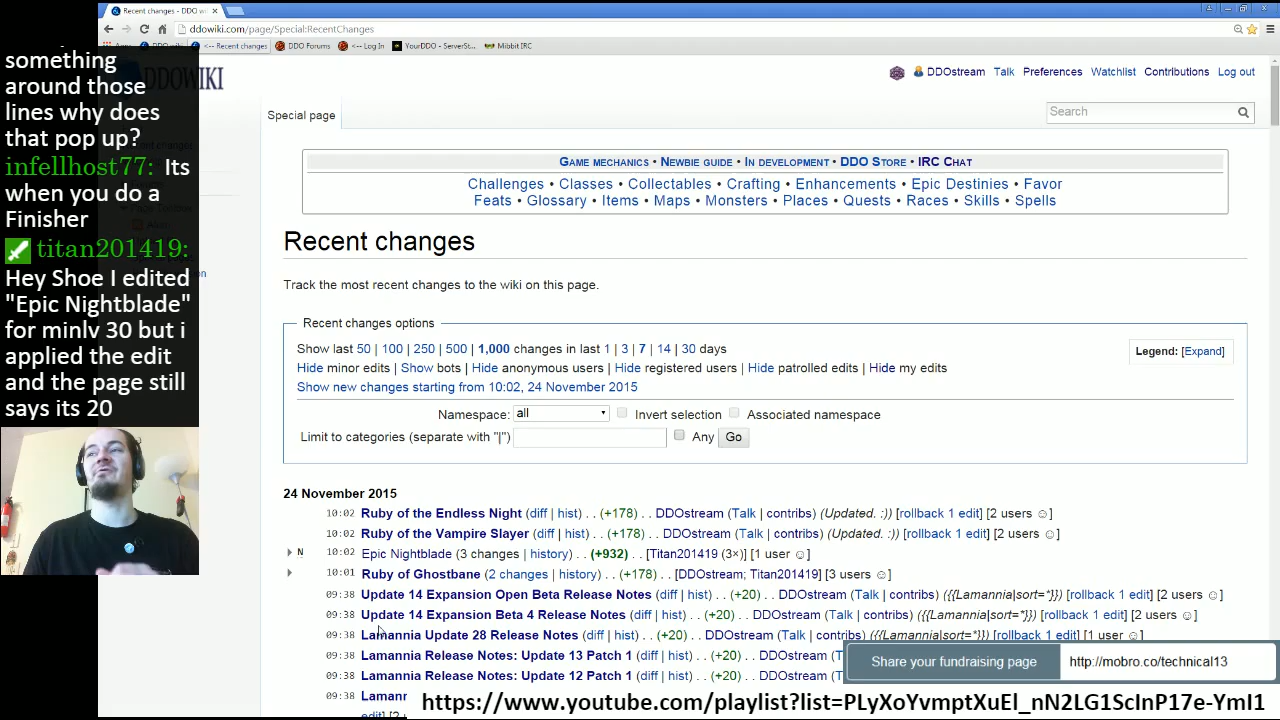 something
around those
lines why does
that pop up?
infellhost77: Its
when you do a
Finisher
titan201419:
Hey Shoe I edited
"Epic Nightblade"
for minlv 30 but i
applied the edit
and the page still
says its 20
Recent changes - DDO wi
ddowiki.com/page/Special:RecentChanges
<-- Recent changes
DDO Forums
<-- Log In
YourDDO - ServerSt...
Mibbit IRC
DDOWIKI
DDOstream Talk Preferences Watchlist Contributions Log out
Special page
Search
Game mechanics • Newbie guide • In development • DDO Store • IRC Chat
Challenges • Classes • Collectables • Crafting • Enhancements • Epic Destinies • Favor
Feats • Glossary • Items • Maps • Monsters • Places • Quests • Races • Skills • Spells
Recent changes
Track the most recent changes to the wiki on this page.
Recent changes options
Show last 50 | 100 | 250 | 500 | 1,000 changes in last 1 | 3 | 7 | 14 | 30 days
Legend: [Expand]
Hide minor edits | Show bots | Hide anonymous users | Hide registered users | Hide patrolled edits | Hide my edits
Show new changes starting from 10:02, 24 November 2015
Namespace: all Invert selection Associated namespace
Limit to categories (separate with "|") Any Go
24 November 2015
10:02 Ruby of the Endless Night (diff | hist) . . (+178) . . DDOstream (Talk | contribs) (Updated. :)) [rollback 1 edit] [2 users ☺]
10:02 Ruby of the Vampire Slayer (diff | hist) . . (+178) . . DDOstream (Talk | contribs) (Updated. :)) [rollback 1 edit] [2 users ☺]
N 10:02 Epic Nightblade (3 changes | history) . . (+932) . . [Titan201419 (3×)] [1 user ☺]
10:01 Ruby of Ghostbane (2 changes | history) . . (+178) . . [DDOstream; Titan201419] [3 users ☺]
09:38 Update 14 Expansion Open Beta Release Notes (diff | hist) . . (+20) . . DDOstream (Talk | contribs) ({{Lamannia|sort=*}}) [rollback 1 edit] [2 users ☺]
09:38 Update 14 Expansion Beta 4 Release Notes (diff | hist) . . (+20) . . DDOstream (Talk | contribs) ({{Lamannia|sort=*}}) [rollback 1 edit] [2 users ☺]
09:38 Lamannia Update 28 Release Notes (diff | hist) . . (+20) . . DDOstream (Talk | contribs) ({{Lamannia|sort=*}}) [rollback 1 edit] [1 user ☺]
09:38 Lamannia Release Notes: Update 13 Patch 1 (diff | hist) . . (+20) . . DDOstream (T
09:38 Lamannia Release Notes: Update 12 Patch 1 (diff | hist) . . (+20) . . DDOstream (T
09:38 Lamanr
Share your fundraising page http://mobro.co/technical13
https://www.youtube.com/playlist?list=PLyXoYvmptXuEl_nN2LG1ScInP17e-YmI1